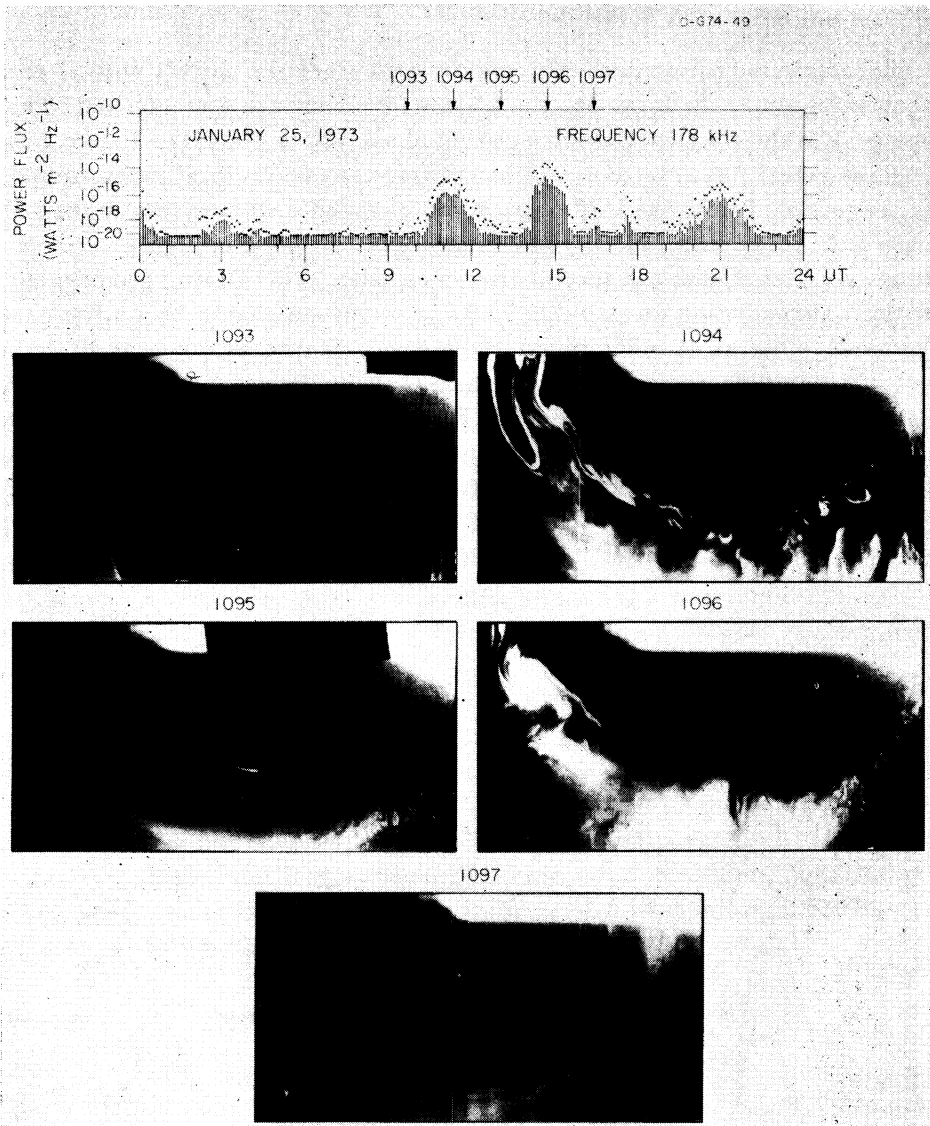 D-G74-49
1093 1094 1095 1096 1097
POWER FLUX
(WATTS m⁻² Hz⁻¹)
10⁻¹⁰
10⁻¹²
10⁻¹⁴
10⁻¹⁶
10⁻¹⁸
10⁻²⁰
JANUARY 25, 1973 FREQUENCY 178 kHz
0 3 6 9 12 15 18 21 24 UT
1093 1094
1095 1096
1097